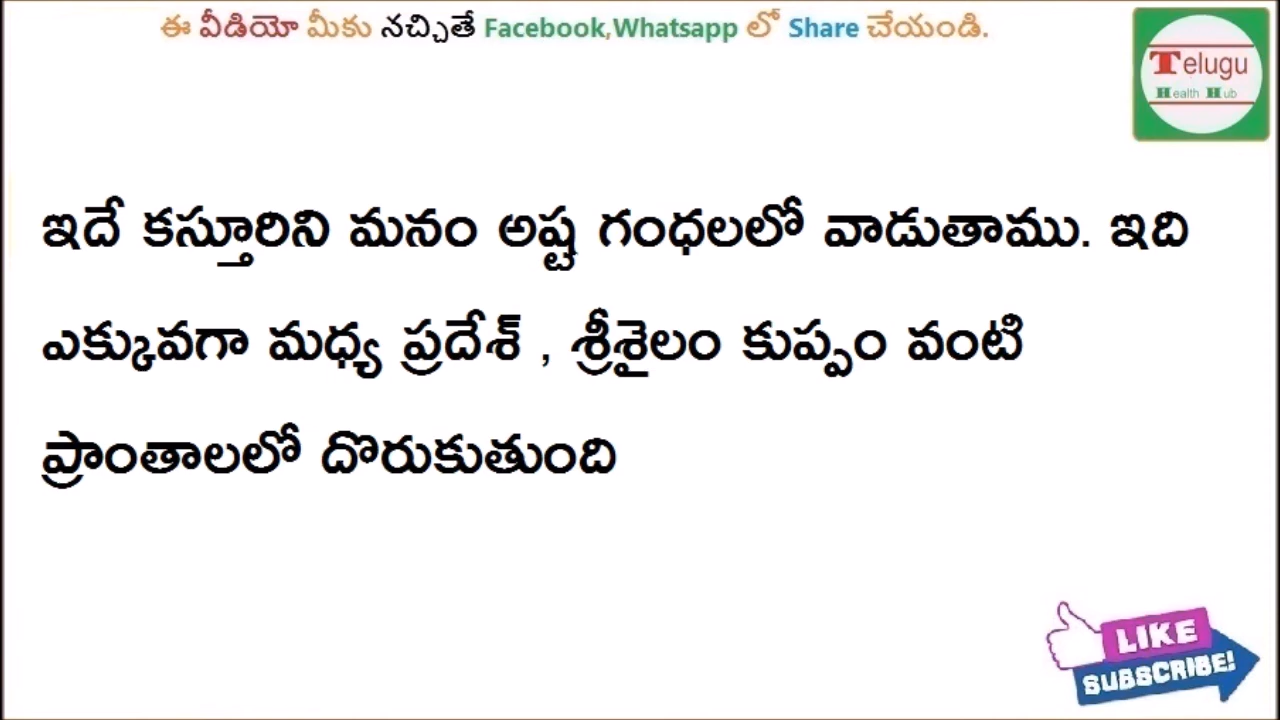 ఈ వీడియో మీకు నచ్చితే Facebook,Whatsapp లో Share చేయండి.
Telugu
Health Hub
ఇదే కస్తూరిని మనం అష్ట గంధలలో వాడుతాము. ఇది
ఎక్కువగా మధ్య ప్రదేశ్ , శ్రీశైలం కుప్పం వంటి
ప్రాంతాలలో దొరుకుతుంది
LIKE
SUBSCRIBE!